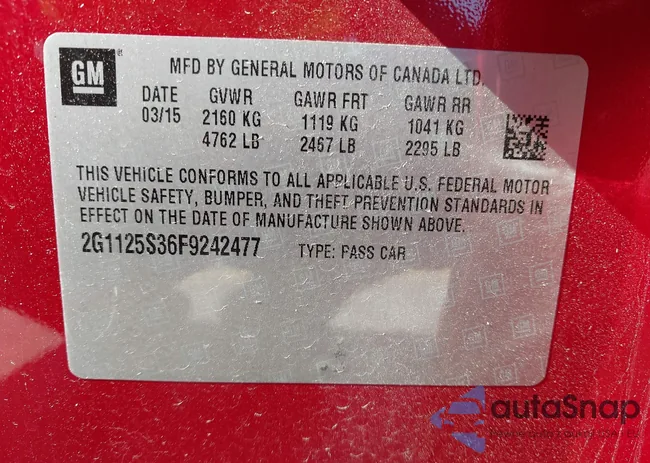 GM
MFD BY GENERAL MOTORS OF CANADA LTD.
DATE GVWR GAWR FRT GAWR RR
03/15 2160 KG 1119 KG 1041 KG
4762 LB 2467 LB 2295 LB
THIS VEHICLE CONFORMS TO ALL APPLICABLE U.S. FEDERAL MOTOR
VEHICLE SAFETY, BUMPER, AND THEFT PREVENTION STANDARDS IN
EFFECT ON THE DATE OF MANUFACTURE SHOWN ABOVE.
2G1125S36F9242477 TYPE: PASS CAR
autoSnap